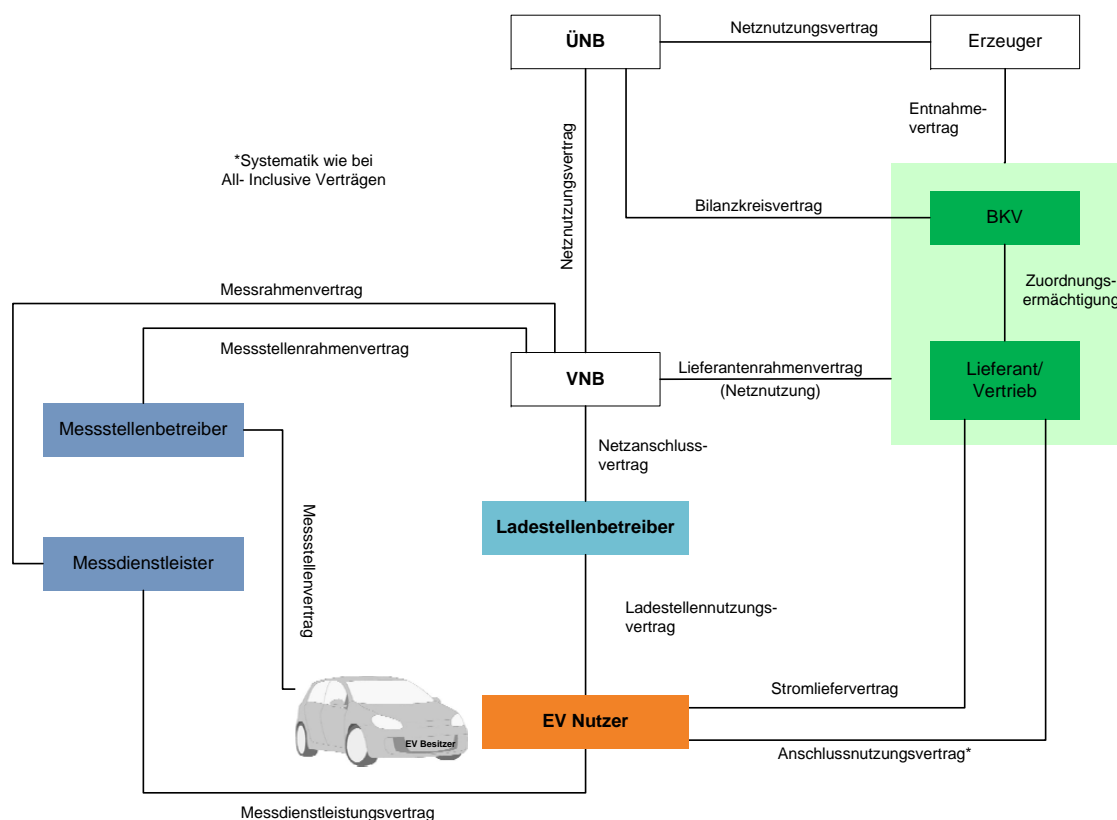 Netznutzungsvertrag
ÜNB
Erzeuger
Entnahme-
vertrag
*Systematik wie bei
All- Inclusive Verträgen
Netznutzungsvertrag
Bilanzkreisvertrag
BKV
Zuordnungs-
ermächtigung
Messrahmenvertrag
Messstellenrahmenvertrag
VNB
Lieferantenrahmenvertrag
(Netznutzung)
Lieferant/
Vertrieb
Messstellenbetreiber
Netzanschluss-
vertrag
Messstellenvertrag
Ladestellenbetreiber
Messdienstleister
Ladestellennutzungs-
vertrag
Stromliefervertrag
EV Nutzer
EV Besitzer
Anschlussnutzungsvertrag*
Messdienstleistungsvertrag